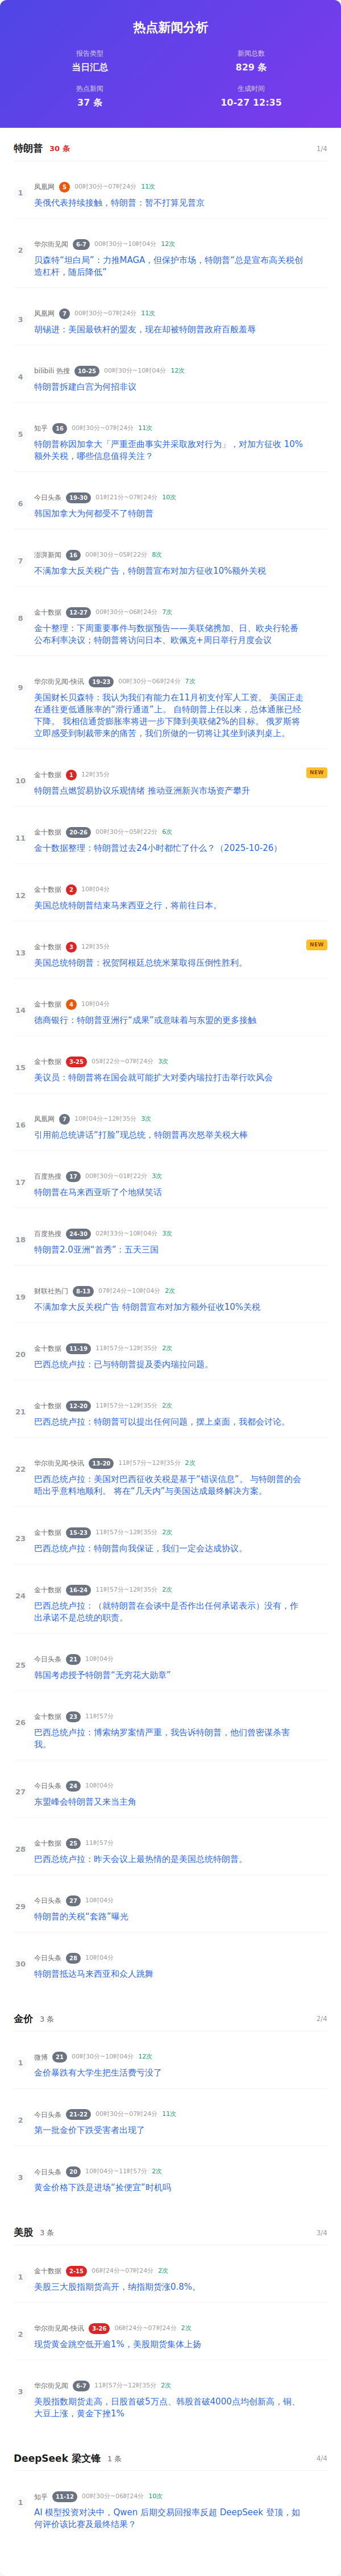 热点新闻分析
报告类型
当日汇总
新闻总数
829 条
热点新闻
37 条
生成时间
10-27 12:35
特朗普 30 条 1/4
1 凤凰网 5 00时30分~07时24分 11次
美俄代表持续接触，特朗普：暂不打算见普京
2 华尔街见闻 6-7 00时30分~10时04分 12次
贝森特“坦白局”：力推MAGA，但保护市场，特朗普“总是宣布高关税创
造杠杆，随后降低”
3 凤凰网 7 00时30分~07时24分 11次
胡锡进：美国最铁杆的盟友，现在却被特朗普政府百般羞辱
4 bilibili 热搜 10-25 00时30分~10时04分 12次
特朗普拆建白宫为何招非议
5 知乎 16 00时30分~07时24分 11次
特朗普称因加拿大「严重歪曲事实并采取敌对行为」，对加方征收 10%
额外关税，哪些信息值得关注？
6 今日头条 19-30 01时21分~07时24分 10次
韩国加拿大为何都受不了特朗普
7 澎湃新闻 16 00时30分~05时22分 8次
不满加拿大反关税广告，特朗普宣布对加方征收10%额外关税
8 金十数据 12-27 00时30分~06时24分 7次
金十整理：下周重要事件与数据预告——美联储携加、日、欧央行轮番
公布利率决议；特朗普将访问日本、欧佩克+周日举行月度会议
9 华尔街见闻-快讯 19-23 00时30分~06时24分 7次
美国财长贝森特：我认为我们有能力在11月初支付军人工资。 美国正走
在通往更低通胀率的“滑行通道”上。 自特朗普上任以来，总体通胀已经
下降。 我相信通货膨胀率将进一步下降到美联储2%的目标。 俄罗斯将
立即感受到制裁带来的痛苦，我们所做的一切将让其坐到谈判桌上。
10 金十数据 1 12时35分 NEW
特朗普点燃贸易协议乐观情绪 推动亚洲新兴市场资产攀升
11 金十数据 20-26 00时30分~05时22分 6次
金十数据整理：特朗普过去24小时都忙了什么？（2025-10-26）
12 金十数据 2 10时04分
美国总统特朗普结束马来西亚之行，将前往日本。
13 金十数据 3 12时35分 NEW
美国总统特朗普：祝贺阿根廷总统米莱取得压倒性胜利。
14 金十数据 4 10时04分
德商银行：特朗普亚洲行“成果”或意味着与东盟的更多接触
15 金十数据 3-25 05时22分~07时24分 3次
美议员：特朗普将在国会就可能扩大对委内瑞拉打击举行吹风会
16 凤凰网 7 10时04分~12时35分 3次
引用前总统讲话“打脸”现总统，特朗普再次怒举关税大棒
17 百度热搜 17 00时30分~01时22分 3次
特朗普在马来西亚听了个地狱笑话
18 百度热搜 24-30 02时33分~10时04分 3次
特朗普2.0亚洲“首秀”：五天三国
19 财联社热门 8-13 07时24分~10时04分 2次
不满加拿大反关税广告 特朗普宣布对加方额外征收10%关税
20 金十数据 11-19 11时57分~12时35分 2次
巴西总统卢拉：已与特朗普提及委内瑞拉问题。
21 金十数据 12-20 11时57分~12时35分 2次
巴西总统卢拉：特朗普可以提出任何问题，摆上桌面，我都会讨论。
22 华尔街见闻-快讯 13-20 11时57分~12时35分 2次
巴西总统卢拉：美国对巴西征收关税是基于“错误信息”。 与特朗普的会
晤出乎意料地顺利。 将在“几天内”与美国达成最终解决方案。
23 金十数据 15-23 11时57分~12时35分 2次
巴西总统卢拉：特朗普向我保证，我们一定会达成协议。
24 金十数据 16-24 11时57分~12时35分 2次
巴西总统卢拉：（就特朗普在会谈中是否作出任何承诺表示）没有，作
出承诺不是总统的职责。
25 今日头条 21 10时04分
韩国考虑授予特朗普“无穷花大勋章”
26 金十数据 23 11时57分
巴西总统卢拉：博索纳罗案情严重，我告诉特朗普，他们曾密谋杀害
我。
27 今日头条 24 10时04分
东盟峰会特朗普又来当主角
28 金十数据 25 11时57分
巴西总统卢拉：昨天会议上最热情的是美国总统特朗普。
29 今日头条 27 10时04分
特朗普的关税“套路”曝光
30 今日头条 28 10时04分
特朗普抵达马来西亚和众人跳舞
金价 3 条 2/4
1 微博 21 00时30分~10时04分 12次
金价暴跌有大学生把生活费亏没了
2 今日头条 21-22 00时30分~07时24分 11次
第一批金价下跌受害者出现了
3 今日头条 20 10时04分~11时57分 2次
黄金价格下跌是进场“捡便宜”时机吗
美股 3 条 3/4
1 金十数据 2-15 06时24分~07时24分 2次
美股三大股指期货高开，纳指期货涨0.8%。
2 华尔街见闻-快讯 3-26 06时24分~07时24分 2次
现货黄金跳空低开逾1%，美股期货集体上扬
3 华尔街见闻 6-7 11时57分~12时35分 2次
美股指数期货走高，日股首破5万点、韩股首破4000点均创新高，铜、
大豆上涨，黄金下挫1%
DeepSeek 梁文锋 1 条 4/4
1 知乎 11-12 00时30分~06时24分 10次
AI 模型投资对决中，Qwen 后期交易回报率反超 DeepSeek 登顶，如
何评价该比赛及最终结果？